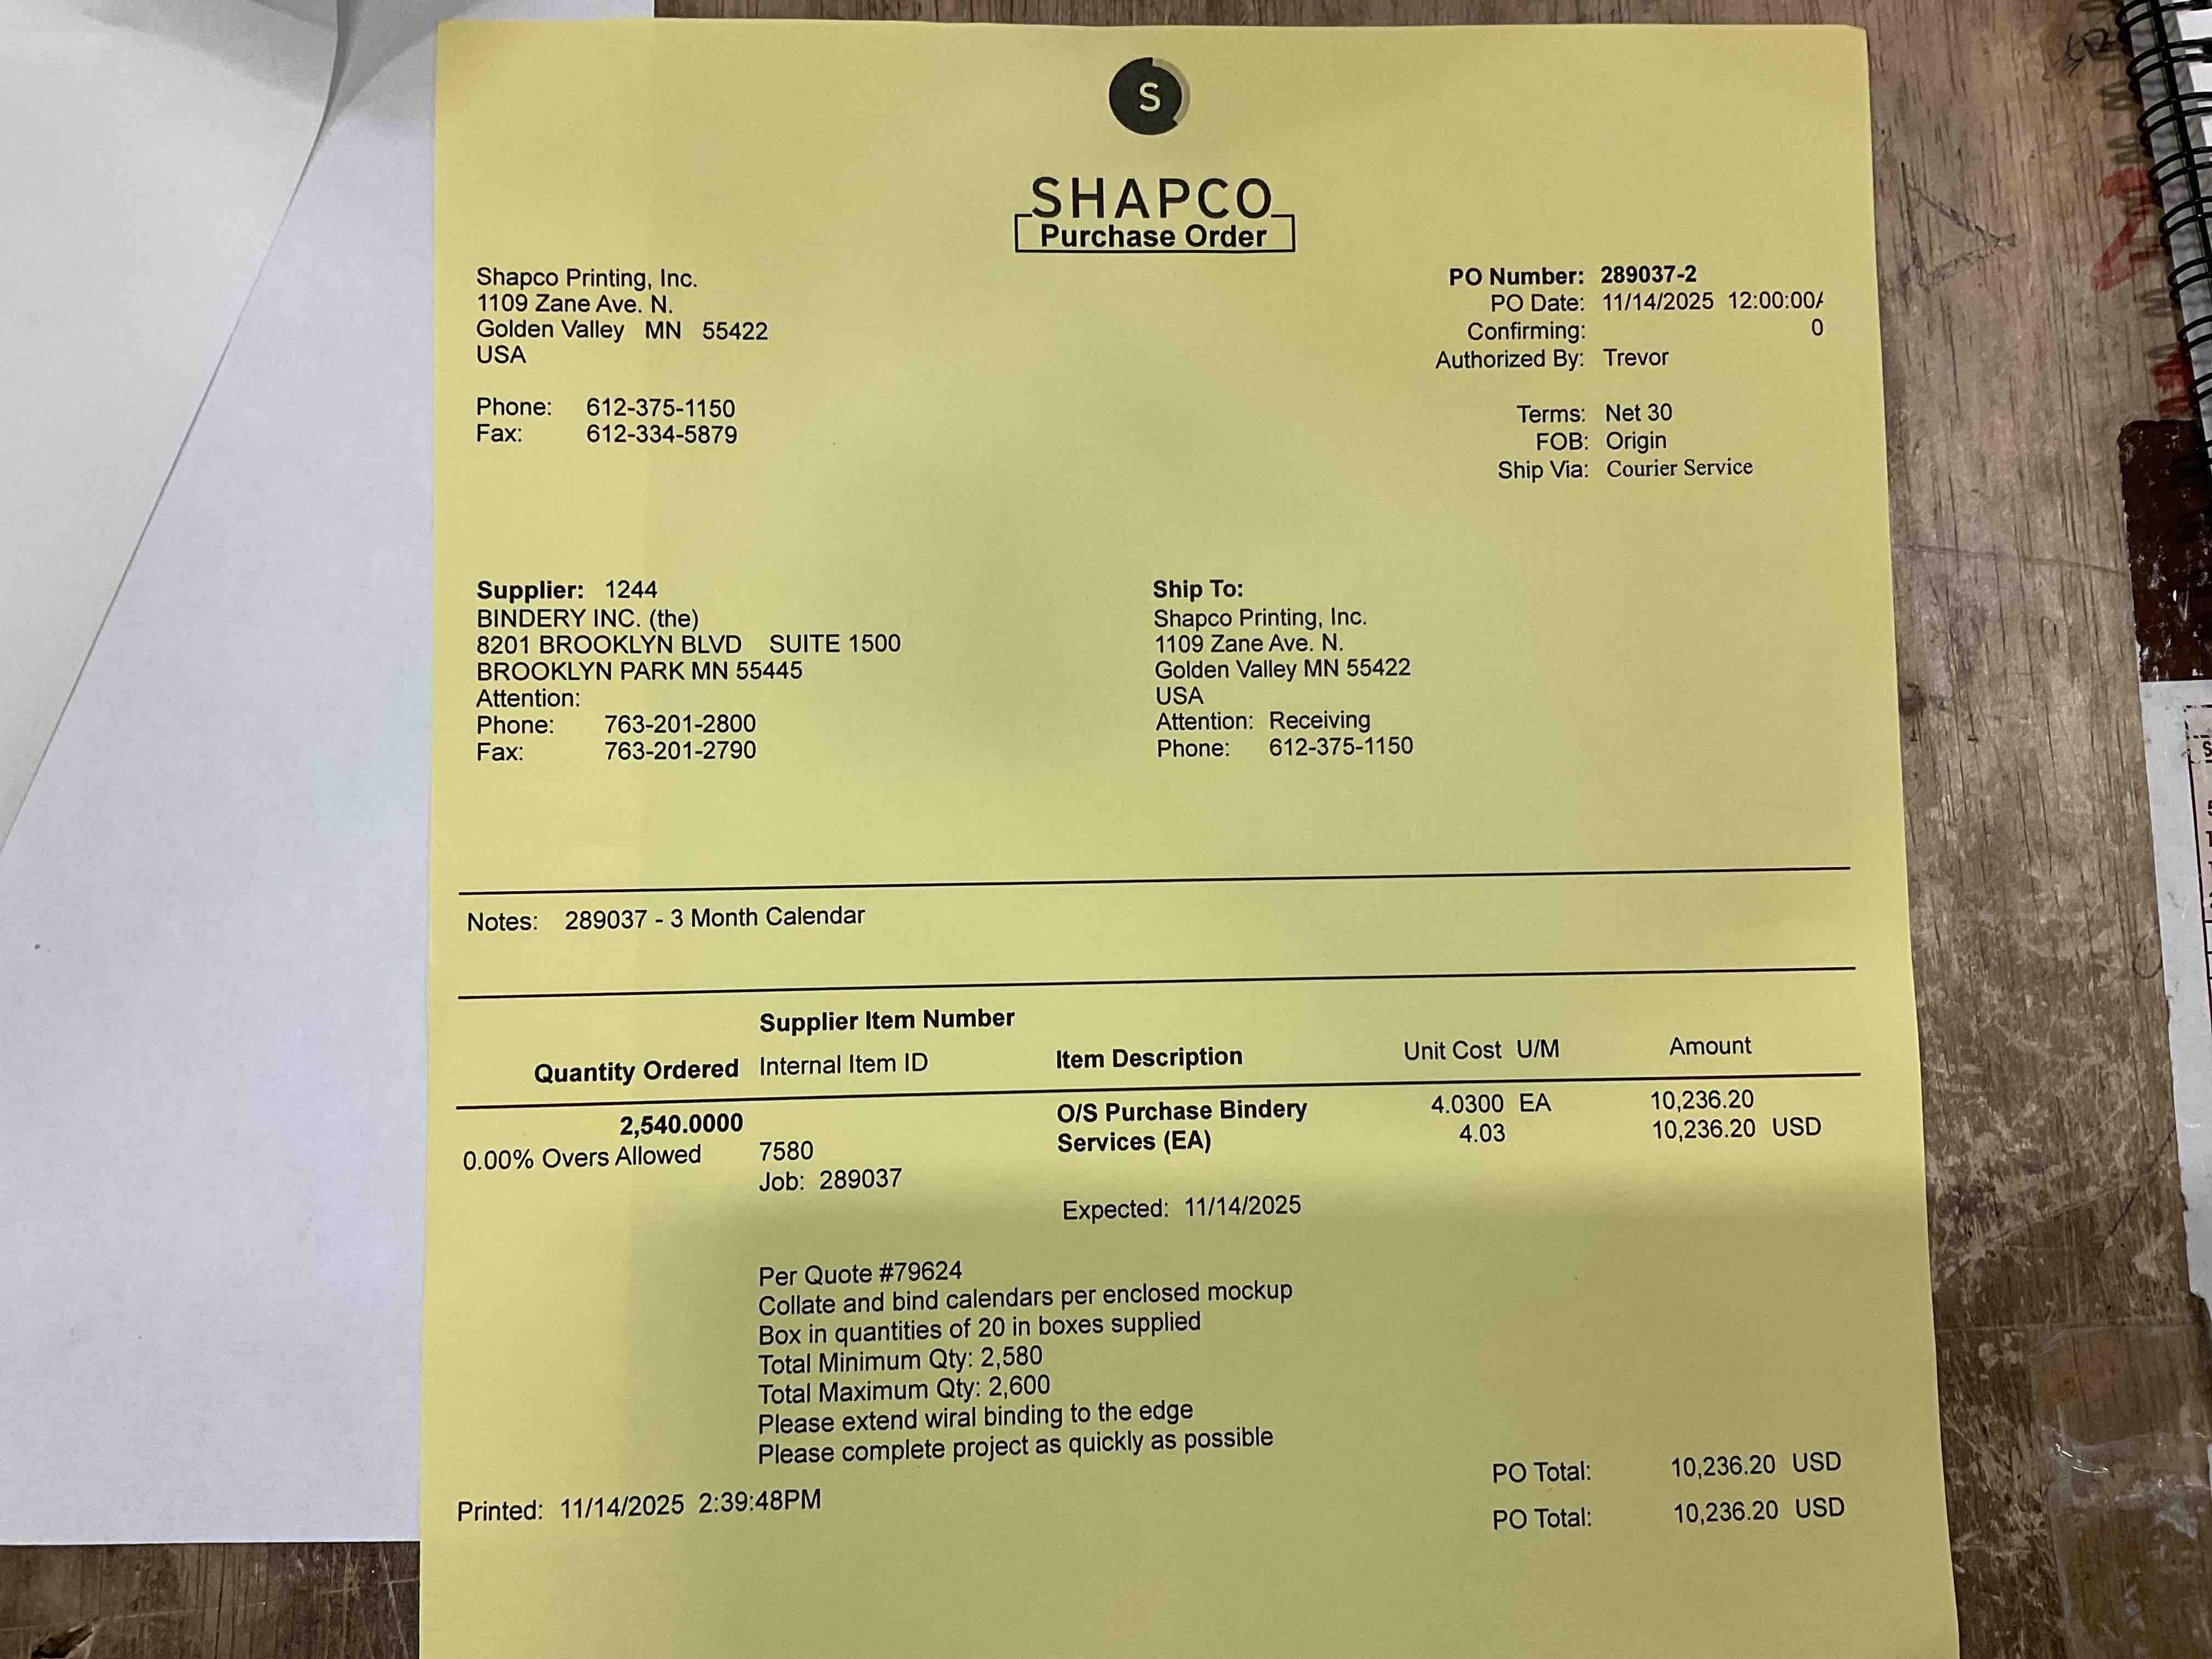 S
SHAPCO
Purchase Order
Shapco Printing, Inc.
1109 Zane Ave. N.
Golden Valley MN 55422
USA
Phone: 612-375-1150
Fax: 612-334-5879
PO Number: 289037-2
PO Date: 11/14/2025 12:00:00
Confirming: 0
Authorized By: Trevor
Terms: Net 30
FOB: Origin
Ship Via: Courier Service
Supplier: 1244
BINDERY INC. (the)
8201 BROOKLYN BLVD SUITE 1500
BROOKLYN PARK MN 55445
Attention:
Phone: 763-201-2800
Fax: 763-201-2790
Ship To:
Shapco Printing, Inc.
1109 Zane Ave. N.
Golden Valley MN 55422
USA
Attention: Receiving
Phone: 612-375-1150
Notes: 289037 - 3 Month Calendar
Supplier Item Number
Quantity Ordered Internal Item ID Item Description Unit Cost U/M Amount
2,540.0000 O/S Purchase Bindery 4.0300 EA 10,236.20
Services (EA) 4.03 10,236.20 USD
0.00% Overs Allowed 7580
Job: 289037
Expected: 11/14/2025
Per Quote #79624
Collate and bind calendars per enclosed mockup
Box in quantities of 20 in boxes supplied
Total Minimum Qty: 2,580
Total Maximum Qty: 2,600
Please extend wiral binding to the edge
Please complete project as quickly as possible
PO Total: 10,236.20 USD
Printed: 11/14/2025 2:39:48PM
PO Total: 10,236.20 USD